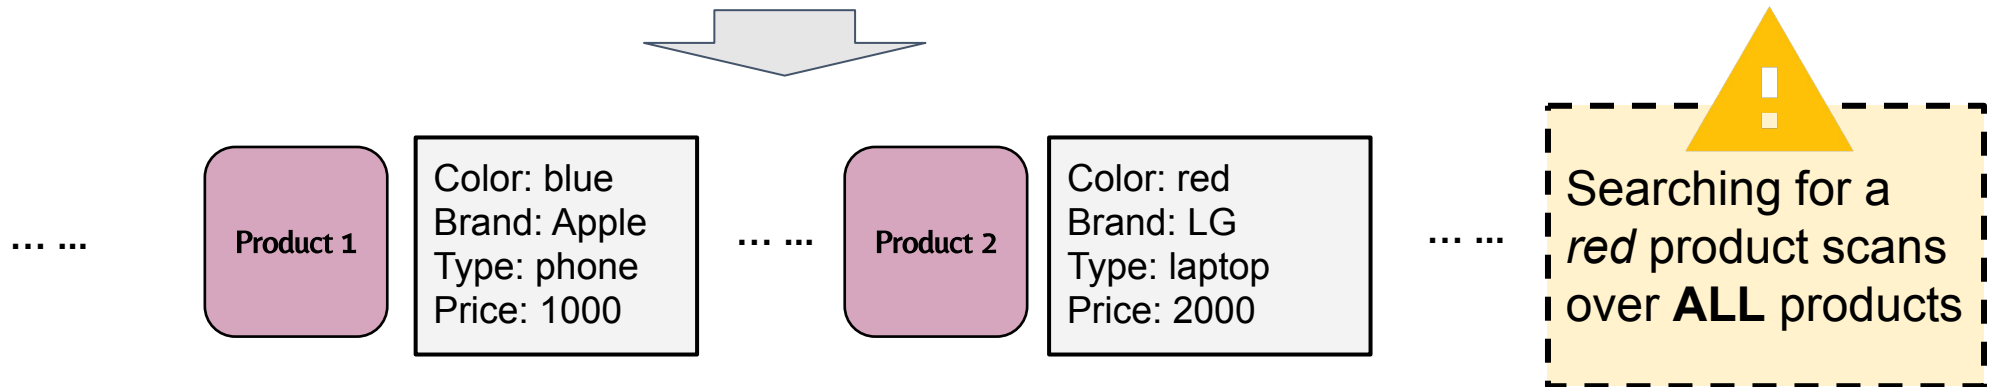 ... ...
Product 1
Color: blue
Brand: Apple
Type: phone
Price: 1000
... ...
Product 2
Color: red
Brand: LG
Type: laptop
Price: 2000
... ...
!
Searching for a
red product scans
over ALL products